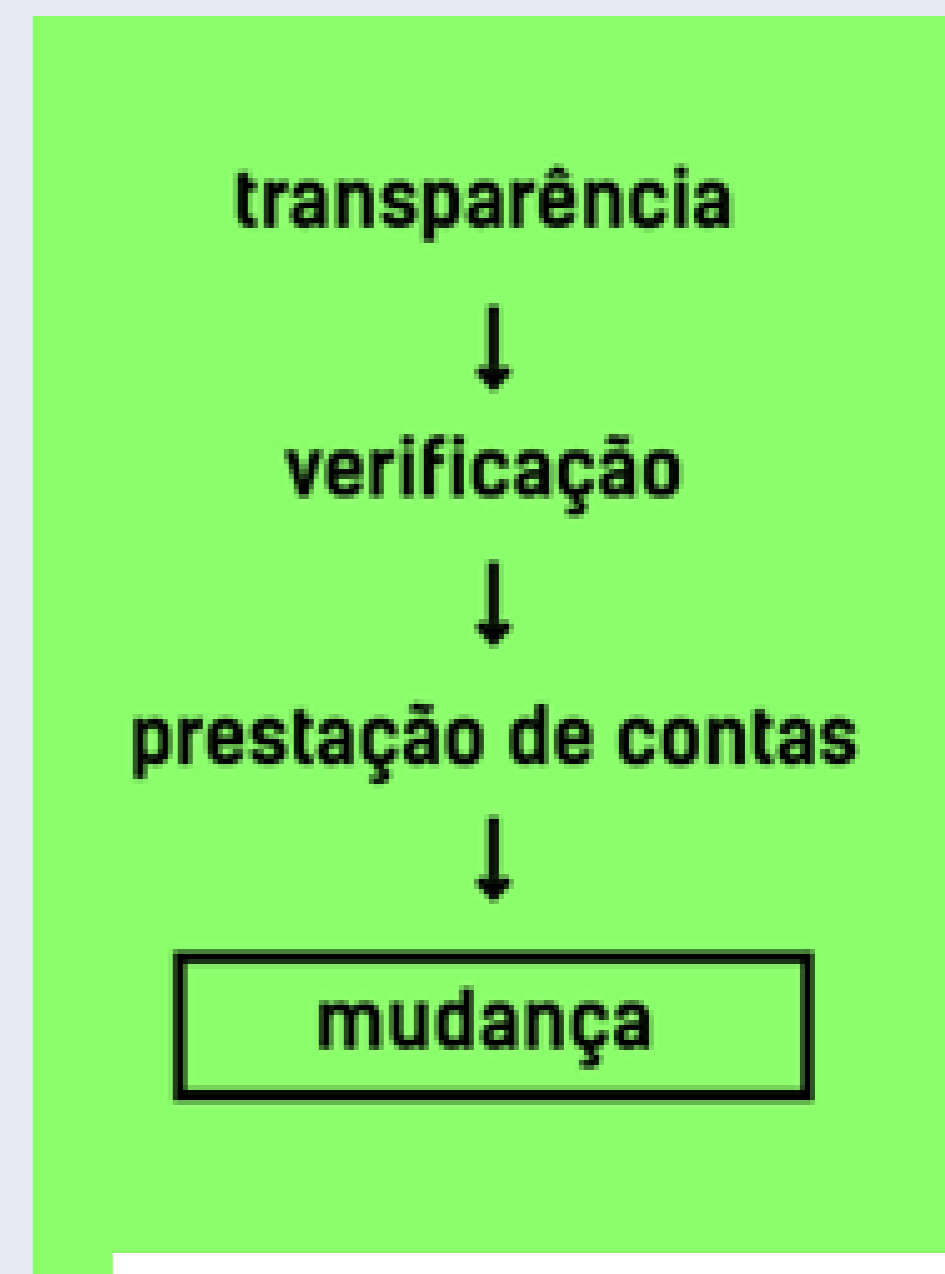 transparência
verificação
prestação de contas
mudança